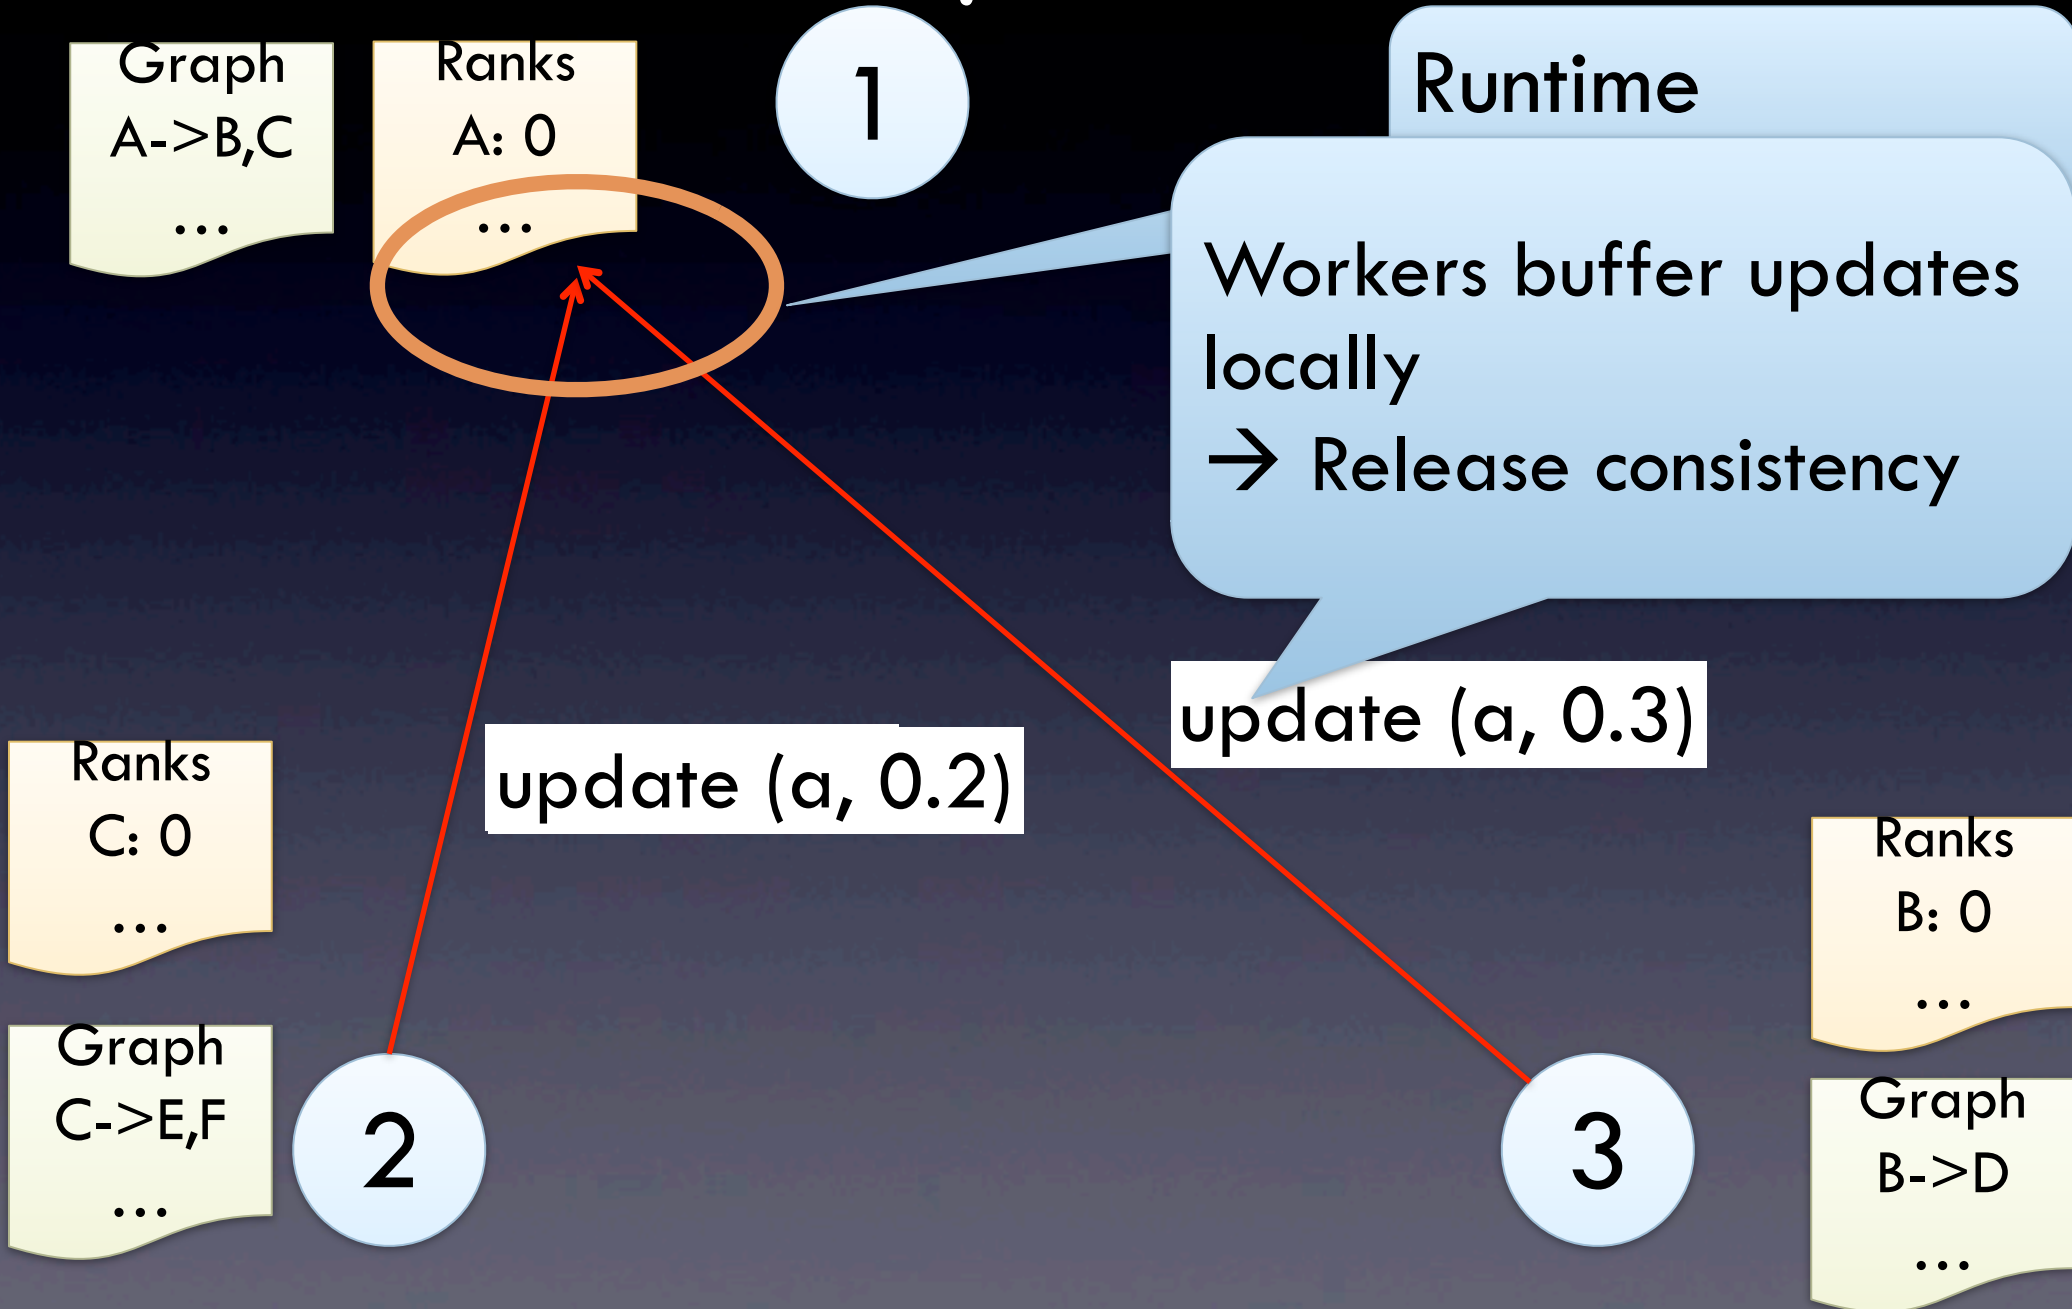 Graph
A->B,C
...
Ranks
A: 0
...
1
Runtime
Workers buffer updates
locally
→ Release consistency
update (a, 0.3)
update (a, 0.2)
Ranks
C: 0
...
Graph
C->E,F
...
2
3
Ranks
B: 0
...
Graph
B->D
...